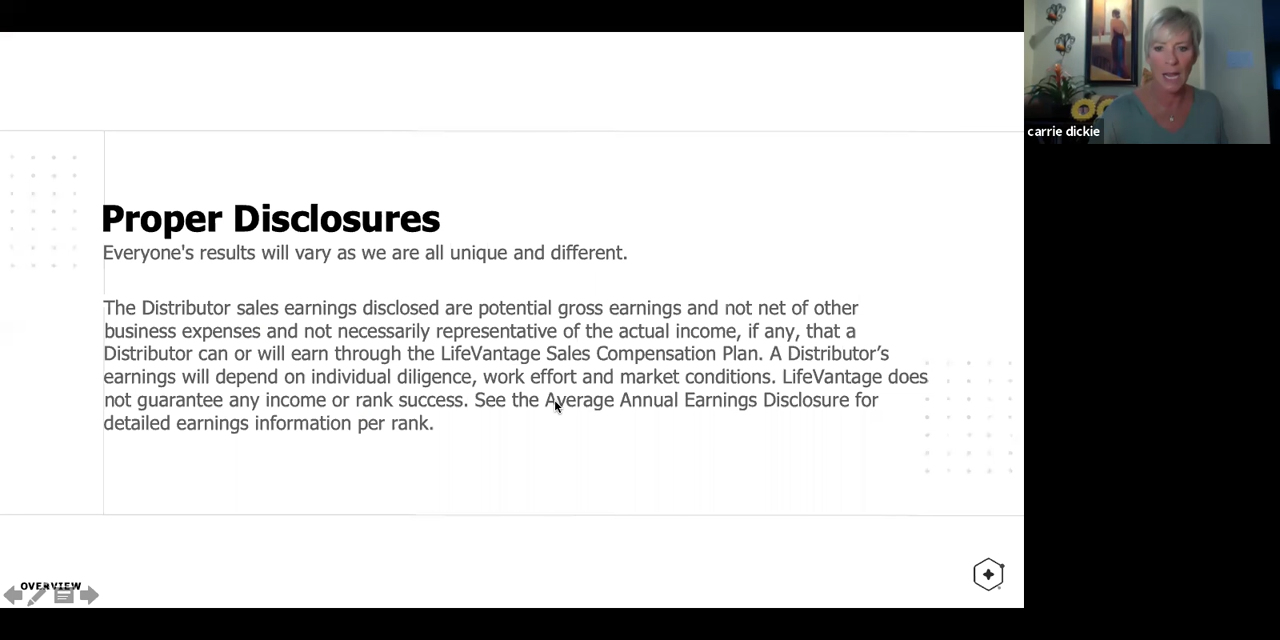 Proper Disclosures
Everyone's results will vary as we are all unique and different.
The Distributor sales earnings disclosed are potential gross earnings and not net of other
business expenses and not necessarily representative of the actual income, if any, that a
Distributor can or will earn through the LifeVantage Sales Compensation Plan. A Distributor’s
earnings will depend on individual diligence, work effort and market conditions. LifeVantage does
not guarantee any income or rank success. See the Average Annual Earnings Disclosure for
detailed earnings information per rank.
OVERVIEW
carrie dickie